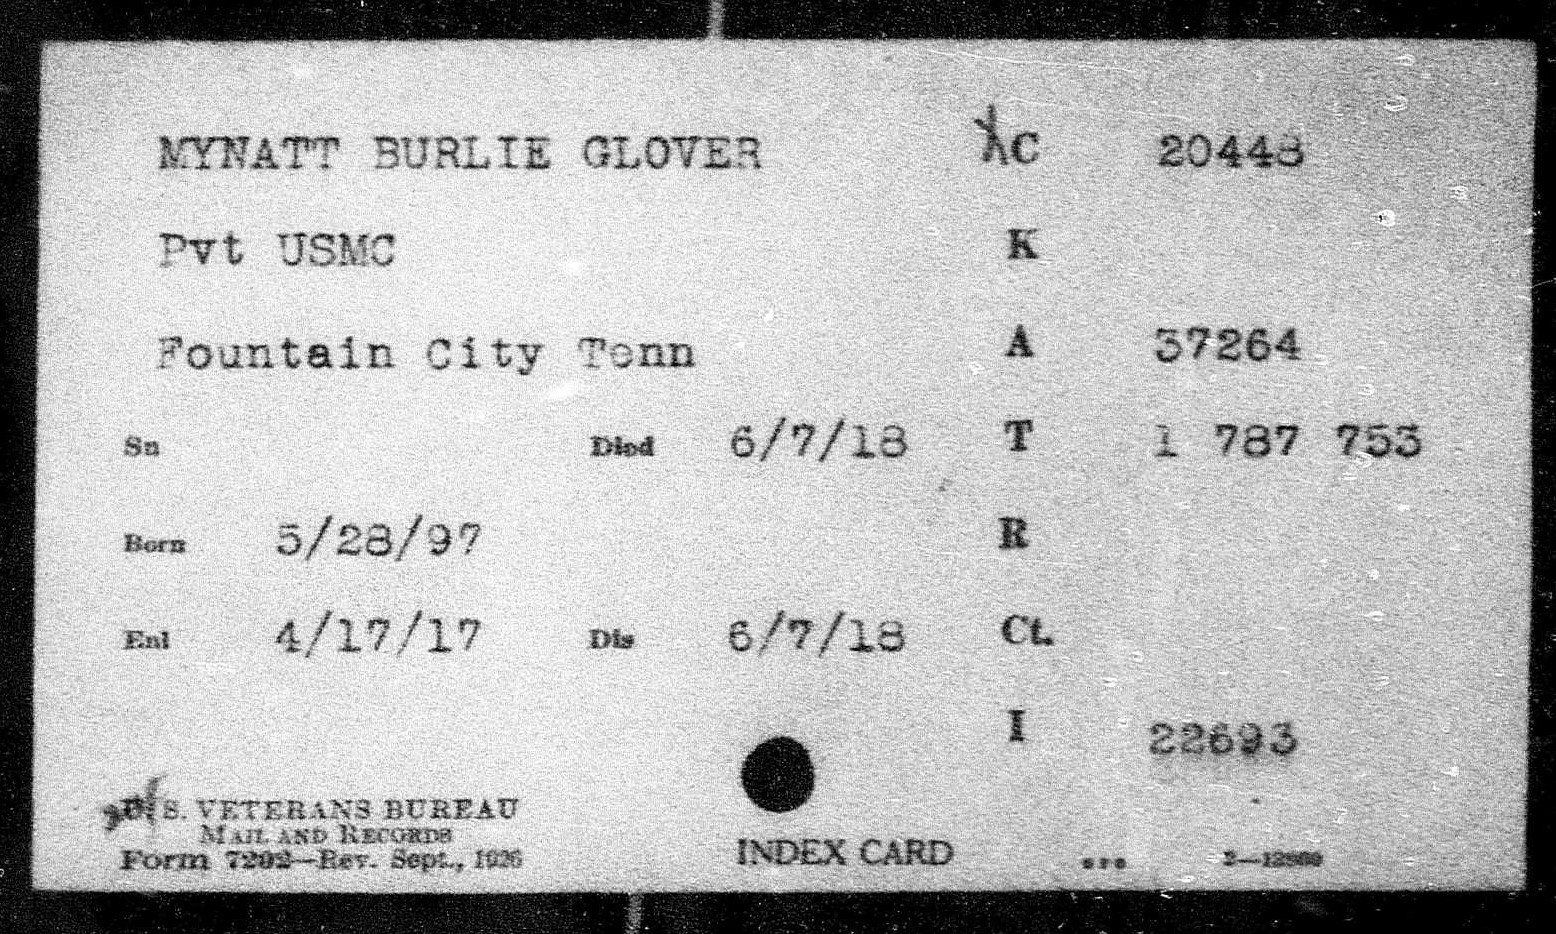 MYNATT BURLIE GLOVER XC 20448
Pvt USMC K
Fountain City Tenn A 37264
Sn Died 6/7/18 T 1 787 753
Born 5/28/97 R
Enl 4/17/17 Dis 6/7/18 Ct.
I 22693
U. S. VETERANS BUREAU
MAIL AND RECORDS
Form 7202—Rev. Sept., 1926 INDEX CARD